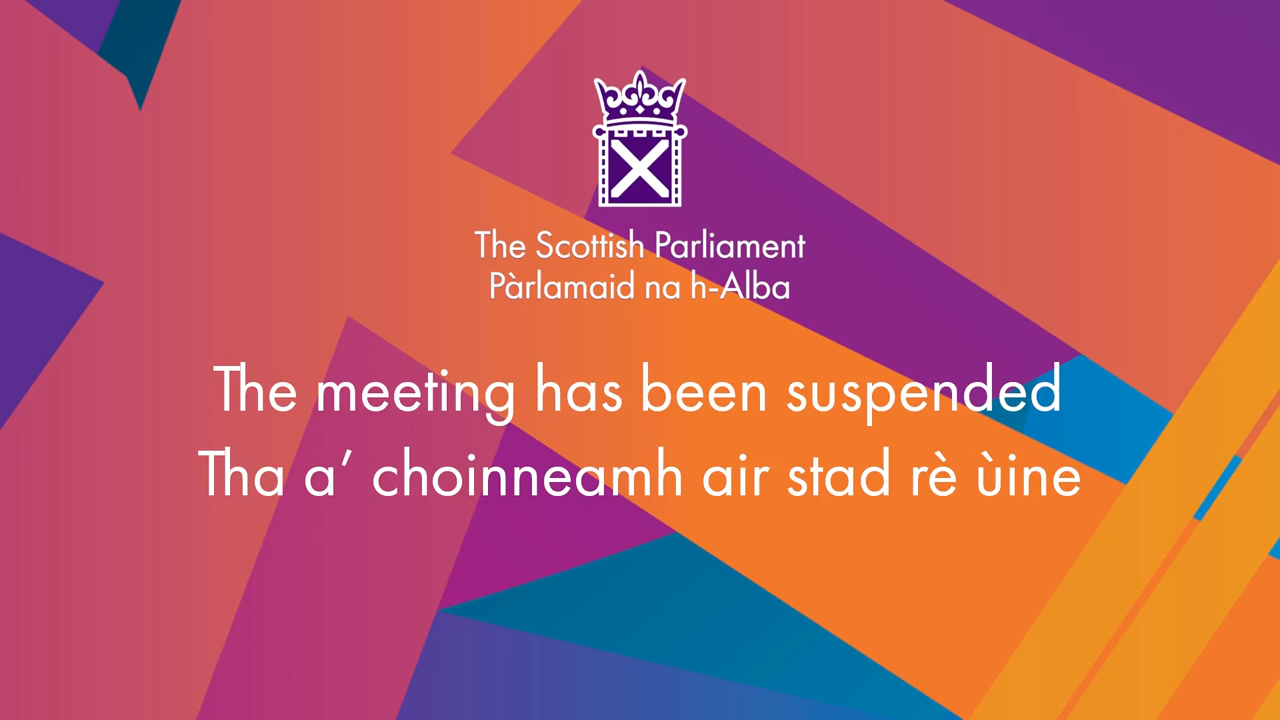 The Scottish Parliament
Pàrlamaid na h-Alba
The meeting has been suspended
Tha a’ choinneamh air stad rè ùine